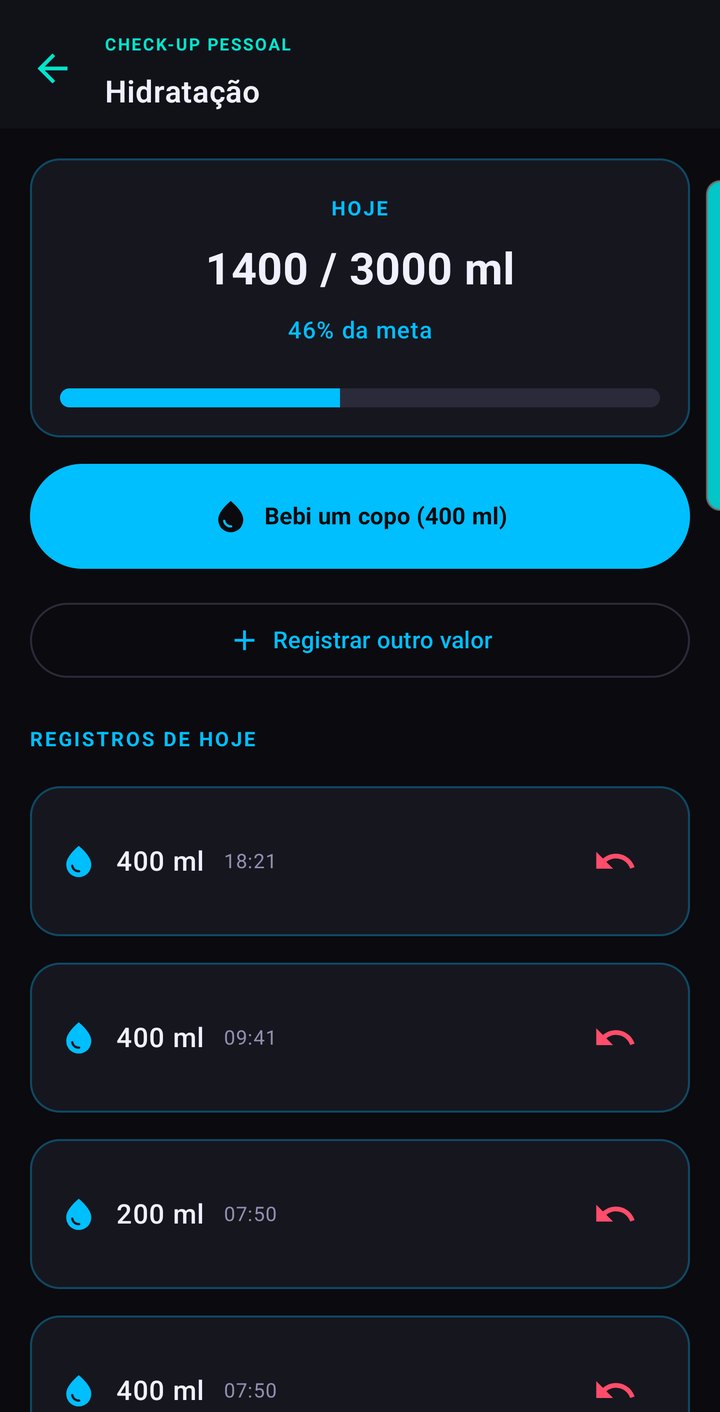 CHECK-UP PESSOAL
Hidratação
HOJE
1400 / 3000 ml
46% da meta
Bebi um copo (400 ml)
Registrar outro valor
REGISTROS DE HOJE
400 ml 18:21
400 ml 09:41
200 ml 07:50
400 ml 07:50